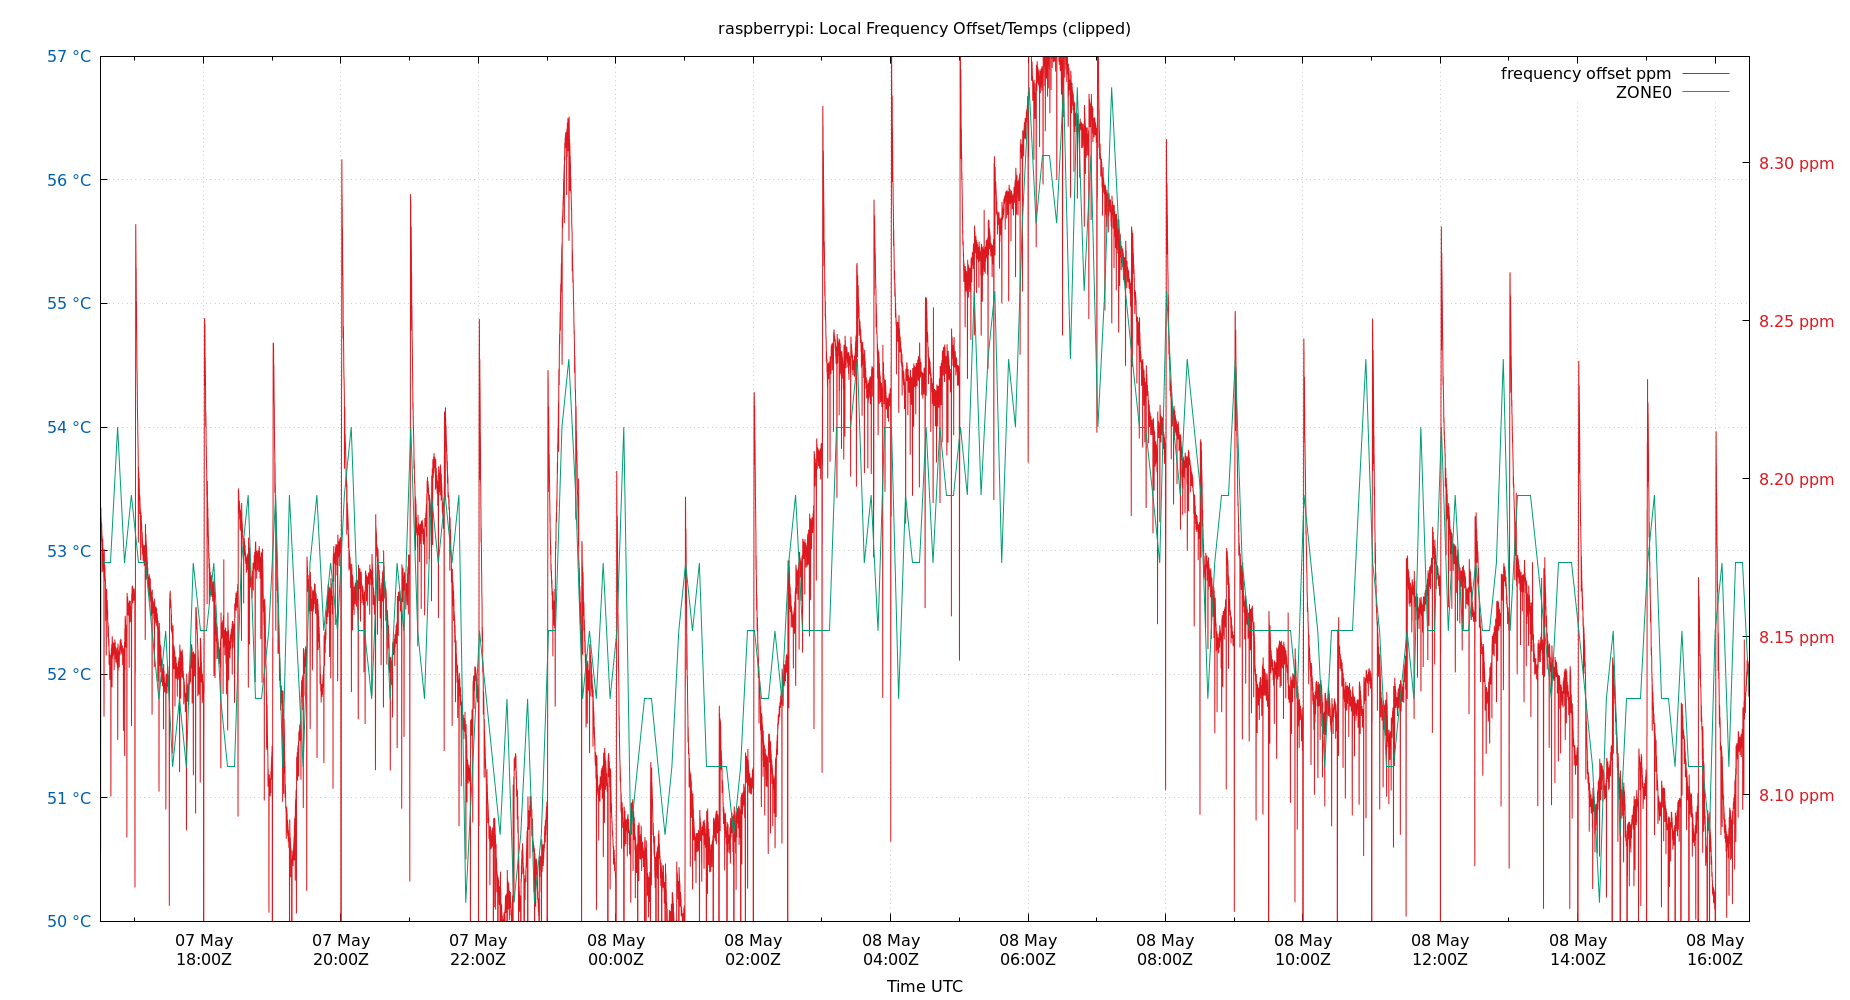 raspberrypi: Local Frequency Offset/Temps (clipped)
57 °C
56 °C
55 °C
54 °C
53 °C
52 °C
51 °C
50 °C
frequency offset ppm
ZONE0
8.30 ppm
8.25 ppm
8.20 ppm
8.15 ppm
8.10 ppm
07 May 07 May 07 May 08 May 08 May 08 May 08 May 08 May 08 May 08 May 08 May 08 May
18:00Z 20:00Z 22:00Z 00:00Z 02:00Z 04:00Z 06:00Z 08:00Z 10:00Z 12:00Z 14:00Z 16:00Z
Time UTC